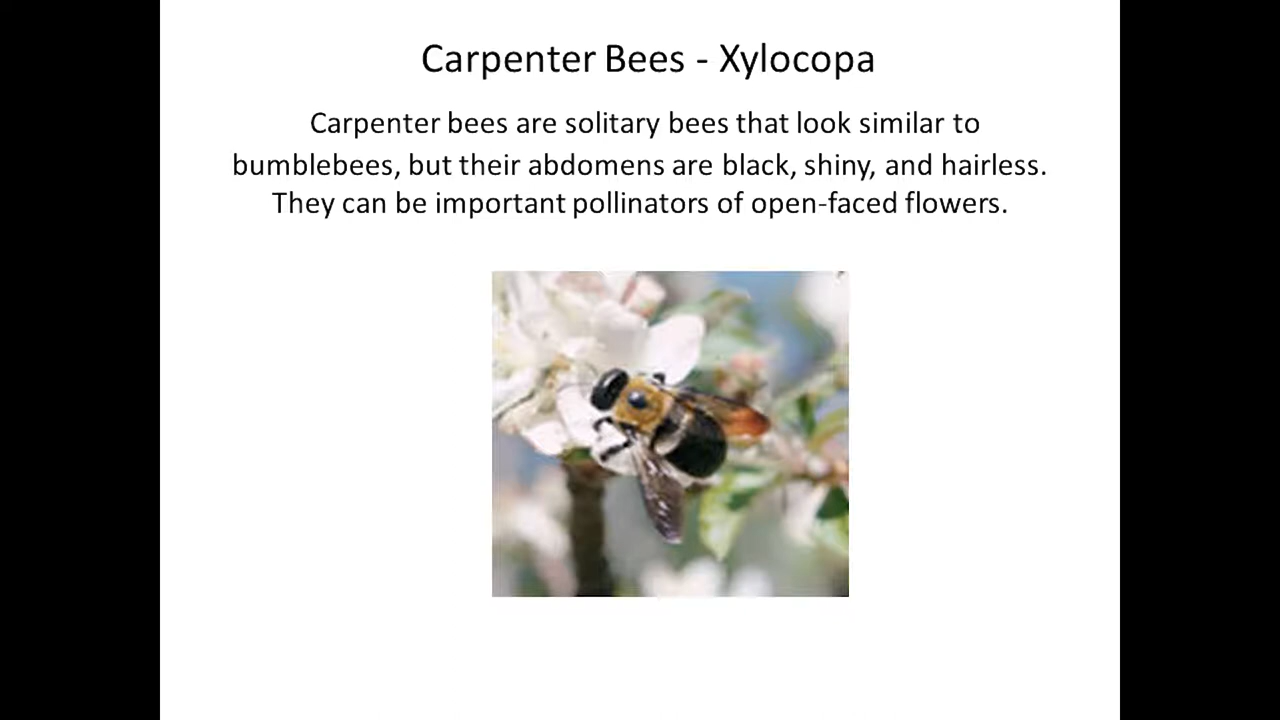 Carpenter Bees - Xylocopa
Carpenter bees are solitary bees that look similar to
bumblebees, but their abdomens are black, shiny, and hairless.
They can be important pollinators of open-faced flowers.